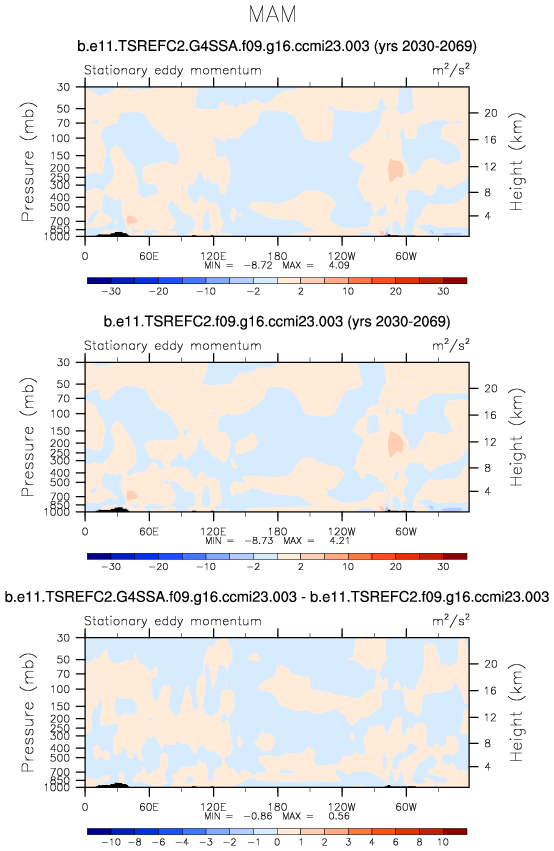 MAM
b.e11.TSREFC2.G4SSA.f09.g16.ccmi23.003 (yrs 2030-2069)
Stationary eddy momentum m²/s²
Pressure (mb)
30
50
70
100
150
200
250
300
400
500
700
850
1000
Height (km)
20
16
12
8
4
0 60E 120E 180 120W 60W
MIN = -8.72 MAX = 4.09
-30 -20 -10 -2 2 10 20 30
b.e11.TSREFC2.f09.g16.ccmi23.003 (yrs 2030-2069)
Stationary eddy momentum m²/s²
Pressure (mb)
30
50
70
100
150
200
250
300
400
500
700
850
1000
Height (km)
20
16
12
8
4
0 60E 120E 180 120W 60W
MIN = -8.73 MAX = 4.21
-30 -20 -10 -2 2 10 20 30
b.e11.TSREFC2.G4SSA.f09.g16.ccmi23.003 - b.e11.TSREFC2.f09.g16.ccmi23.003
Stationary eddy momentum m²/s²
Pressure (mb)
30
50
70
100
150
200
250
300
400
500
700
850
1000
Height (km)
20
16
12
8
4
0 60E 120E 180 120W 60W
MIN = -0.86 MAX = 0.56
-10 -8 -6 -4 -2 -1 0 1 2 4 6 8 10